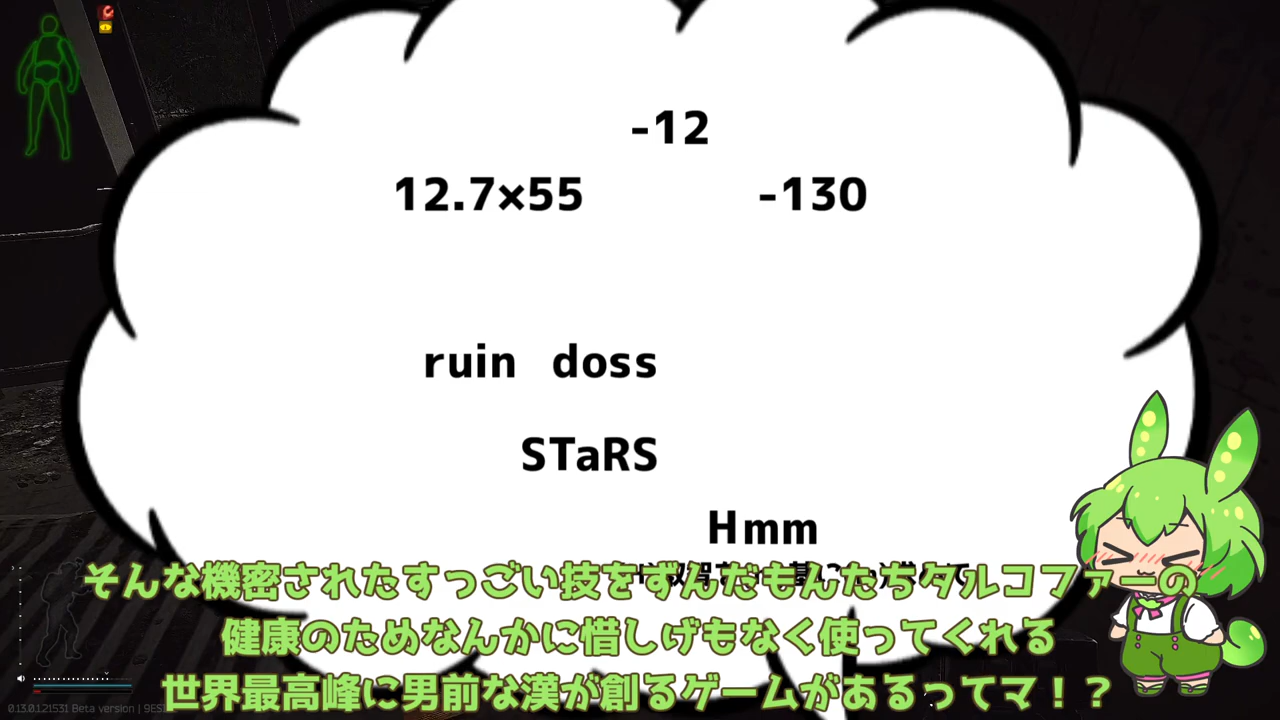 -12
12.7×55 -130
ruin doss
STaRS
Hmm
そんな機密されたすっごい技をずんだもんたちタルコファーの
健康のためなんかに惜しげもなく使ってくれる
世界最高峰に男前な漢が創るゲームがあるってマ！？
0.13.0.1.21531 Beta version